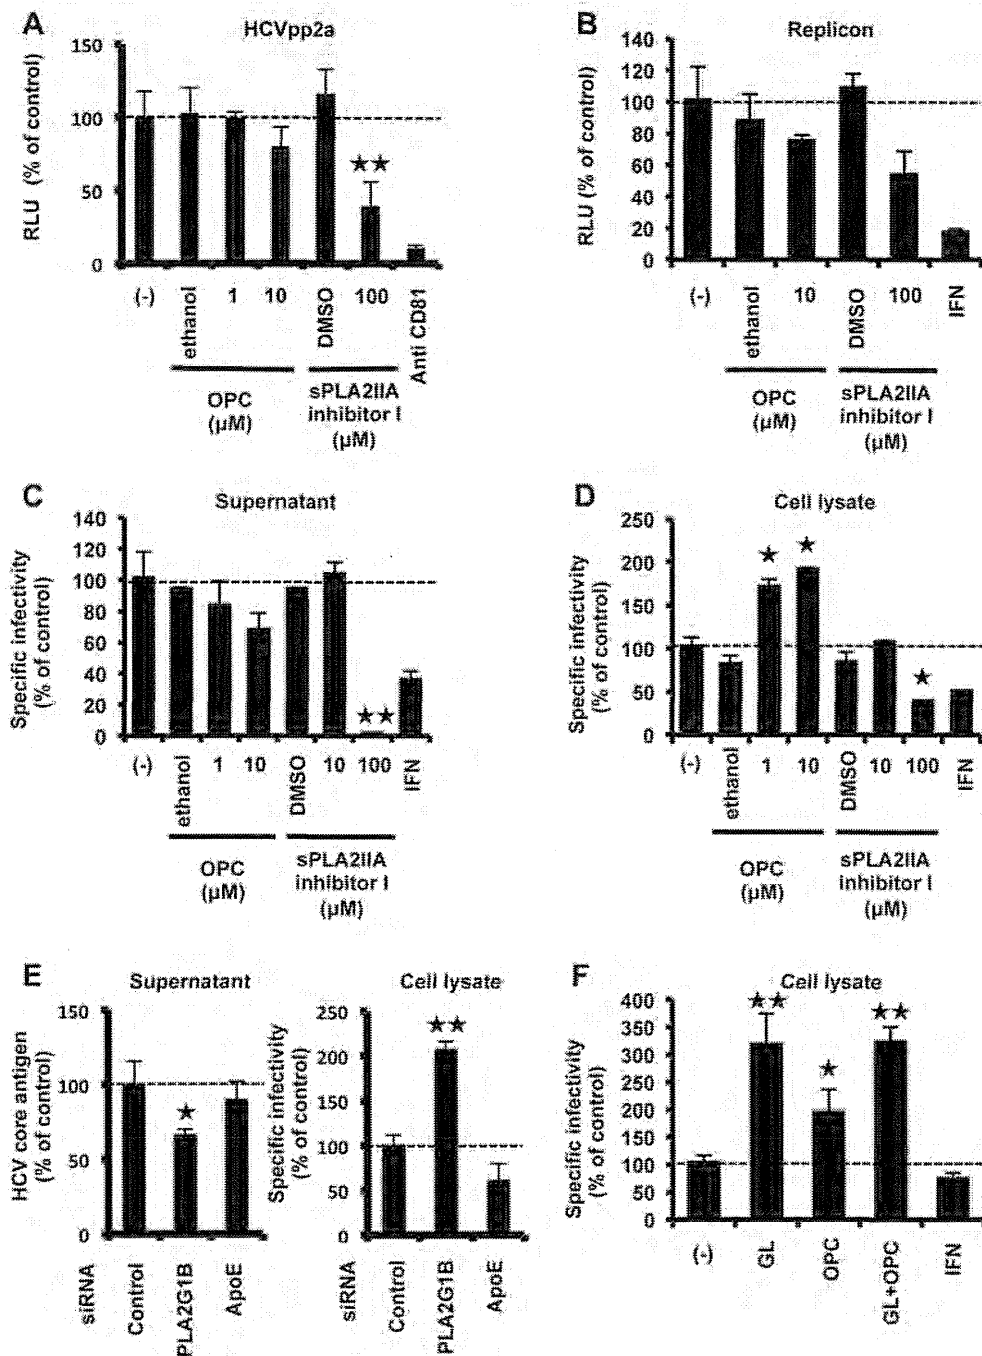 A
HCVpp2a
RLU (% of control)
150
100
50
0
★★
(-)
ethanol
1
10
DMSO
100
Anti CD81
OPC
(µM)
sPLA2IIA
inhibitor I
(µM)
B
Replicon
RLU (% of control)
140
120
100
80
60
40
20
0
(-)
ethanol
10
DMSO
100
IFN
OPC
(µM)
sPLA2IIA
inhibitor I
(µM)
C
Supernatant
Specific infectivity
(% of control)
140
120
100
80
60
40
20
0
★★
(-)
ethanol
1
10
DMSO
10
100
IFN
OPC
(µM)
sPLA2IIA
inhibitor I
(µM)
D
Cell lysate
Specific infectivity
(% of control)
250
200
150
100
50
0
★
★
★
(-)
ethanol
1
10
DMSO
10
100
IFN
OPC
(µM)
sPLA2IIA
inhibitor I
(µM)
E
Supernatant
HCV core antigen
(% of control)
150
100
50
0
★
siRNA
Control
PLA2G1B
ApoE
Cell lysate
Specific infectivity
(% of control)
250
200
150
100
50
0
★★
siRNA
Control
PLA2G1B
ApoE
F
Cell lysate
Specific infectivity
(% of control)
400
350
300
250
200
150
100
50
0
★★
★
★★
(-)
GL
OPC
GL+OPC
IFN